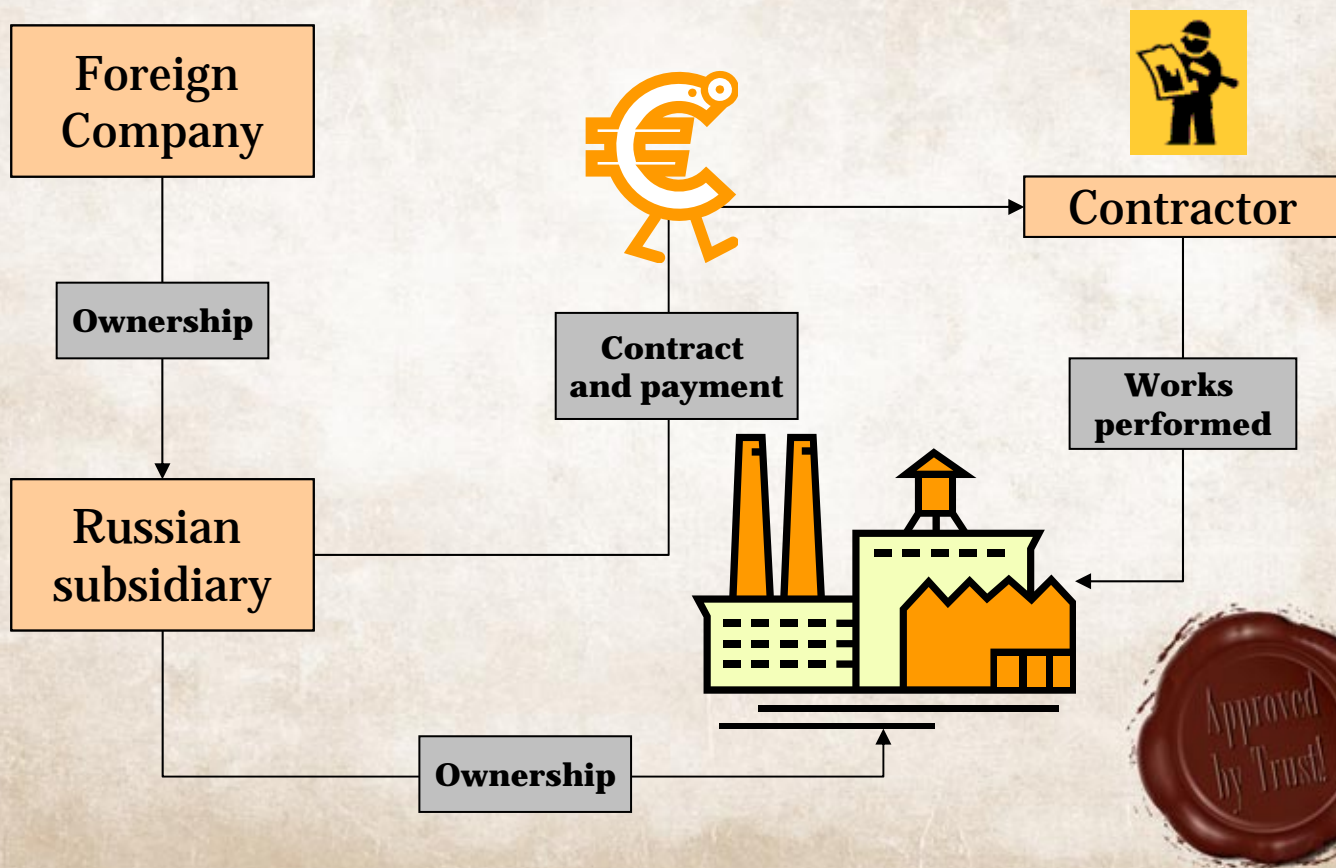 Foreign
Company
Contractor
Ownership
Contract
and payment
Works
performed
Russian
subsidiary
Ownership
Approved
by Trust!